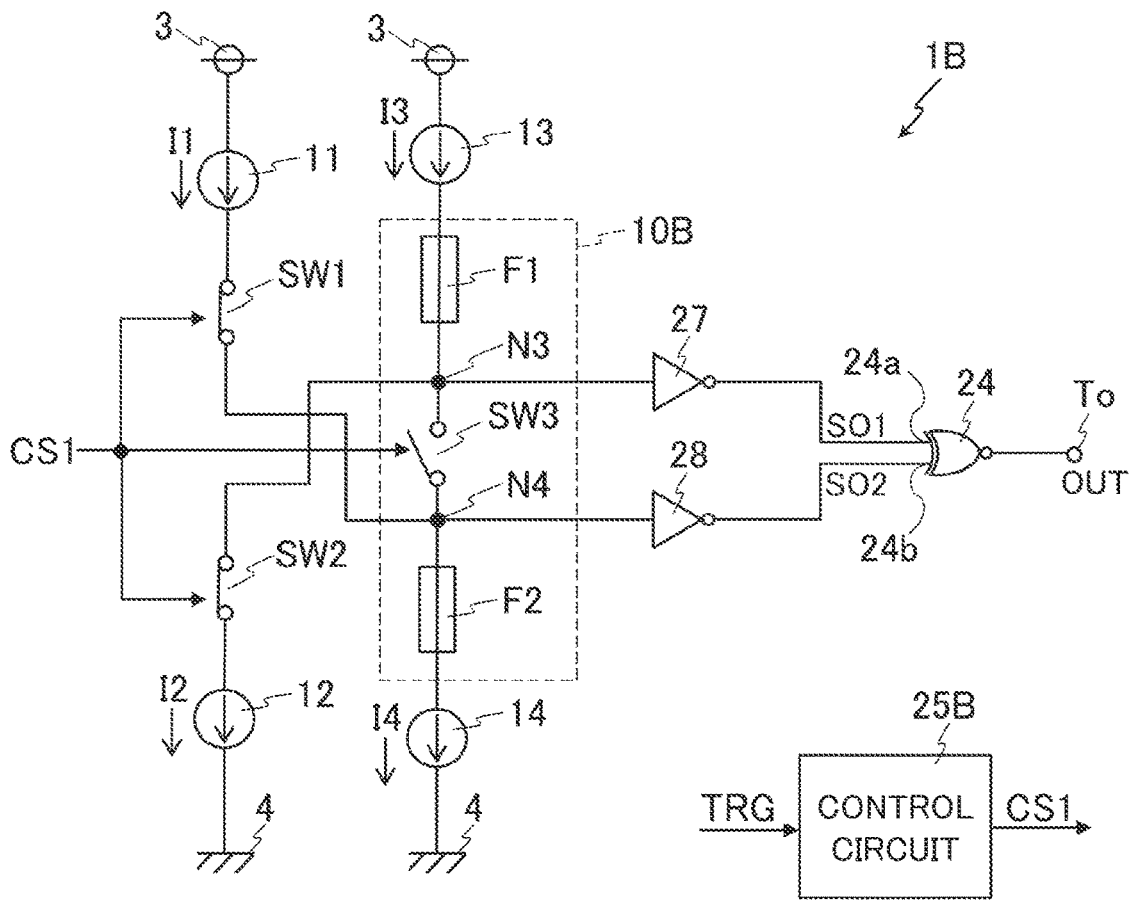 3
3
1B
I1
11
I3
13
10B
SW1
F1
N3
27
24a
24
To
CS1
SW3
SO1
28
SO2
OUT
N4
24b
SW2
F2
I2
12
I4
14
25B
4
4
TRG
CONTROL
CIRCUIT
CS1